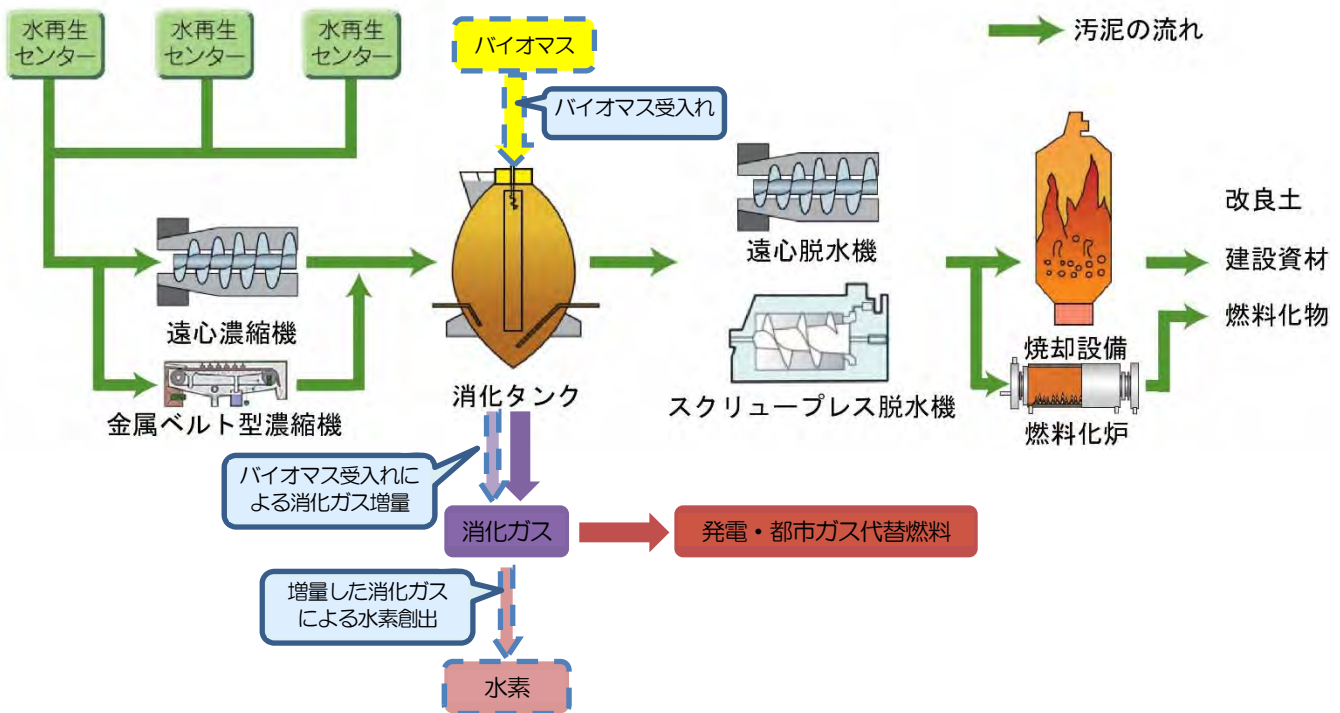 水再生
センター
水再生
センター
水再生
センター
バイオマス
汚泥の流れ
バイオマス受入れ
遠心濃縮機
金属ベルト型濃縮機
消化タンク
遠心脱水機
スクリュープレス脱水機
焼却設備
燃料化炉
改良土
建設資材
燃料化物
バイオマス受入れに
よる消化ガス増量
消化ガス
発電・都市ガス代替燃料
増量した消化ガス
による水素創出
水素